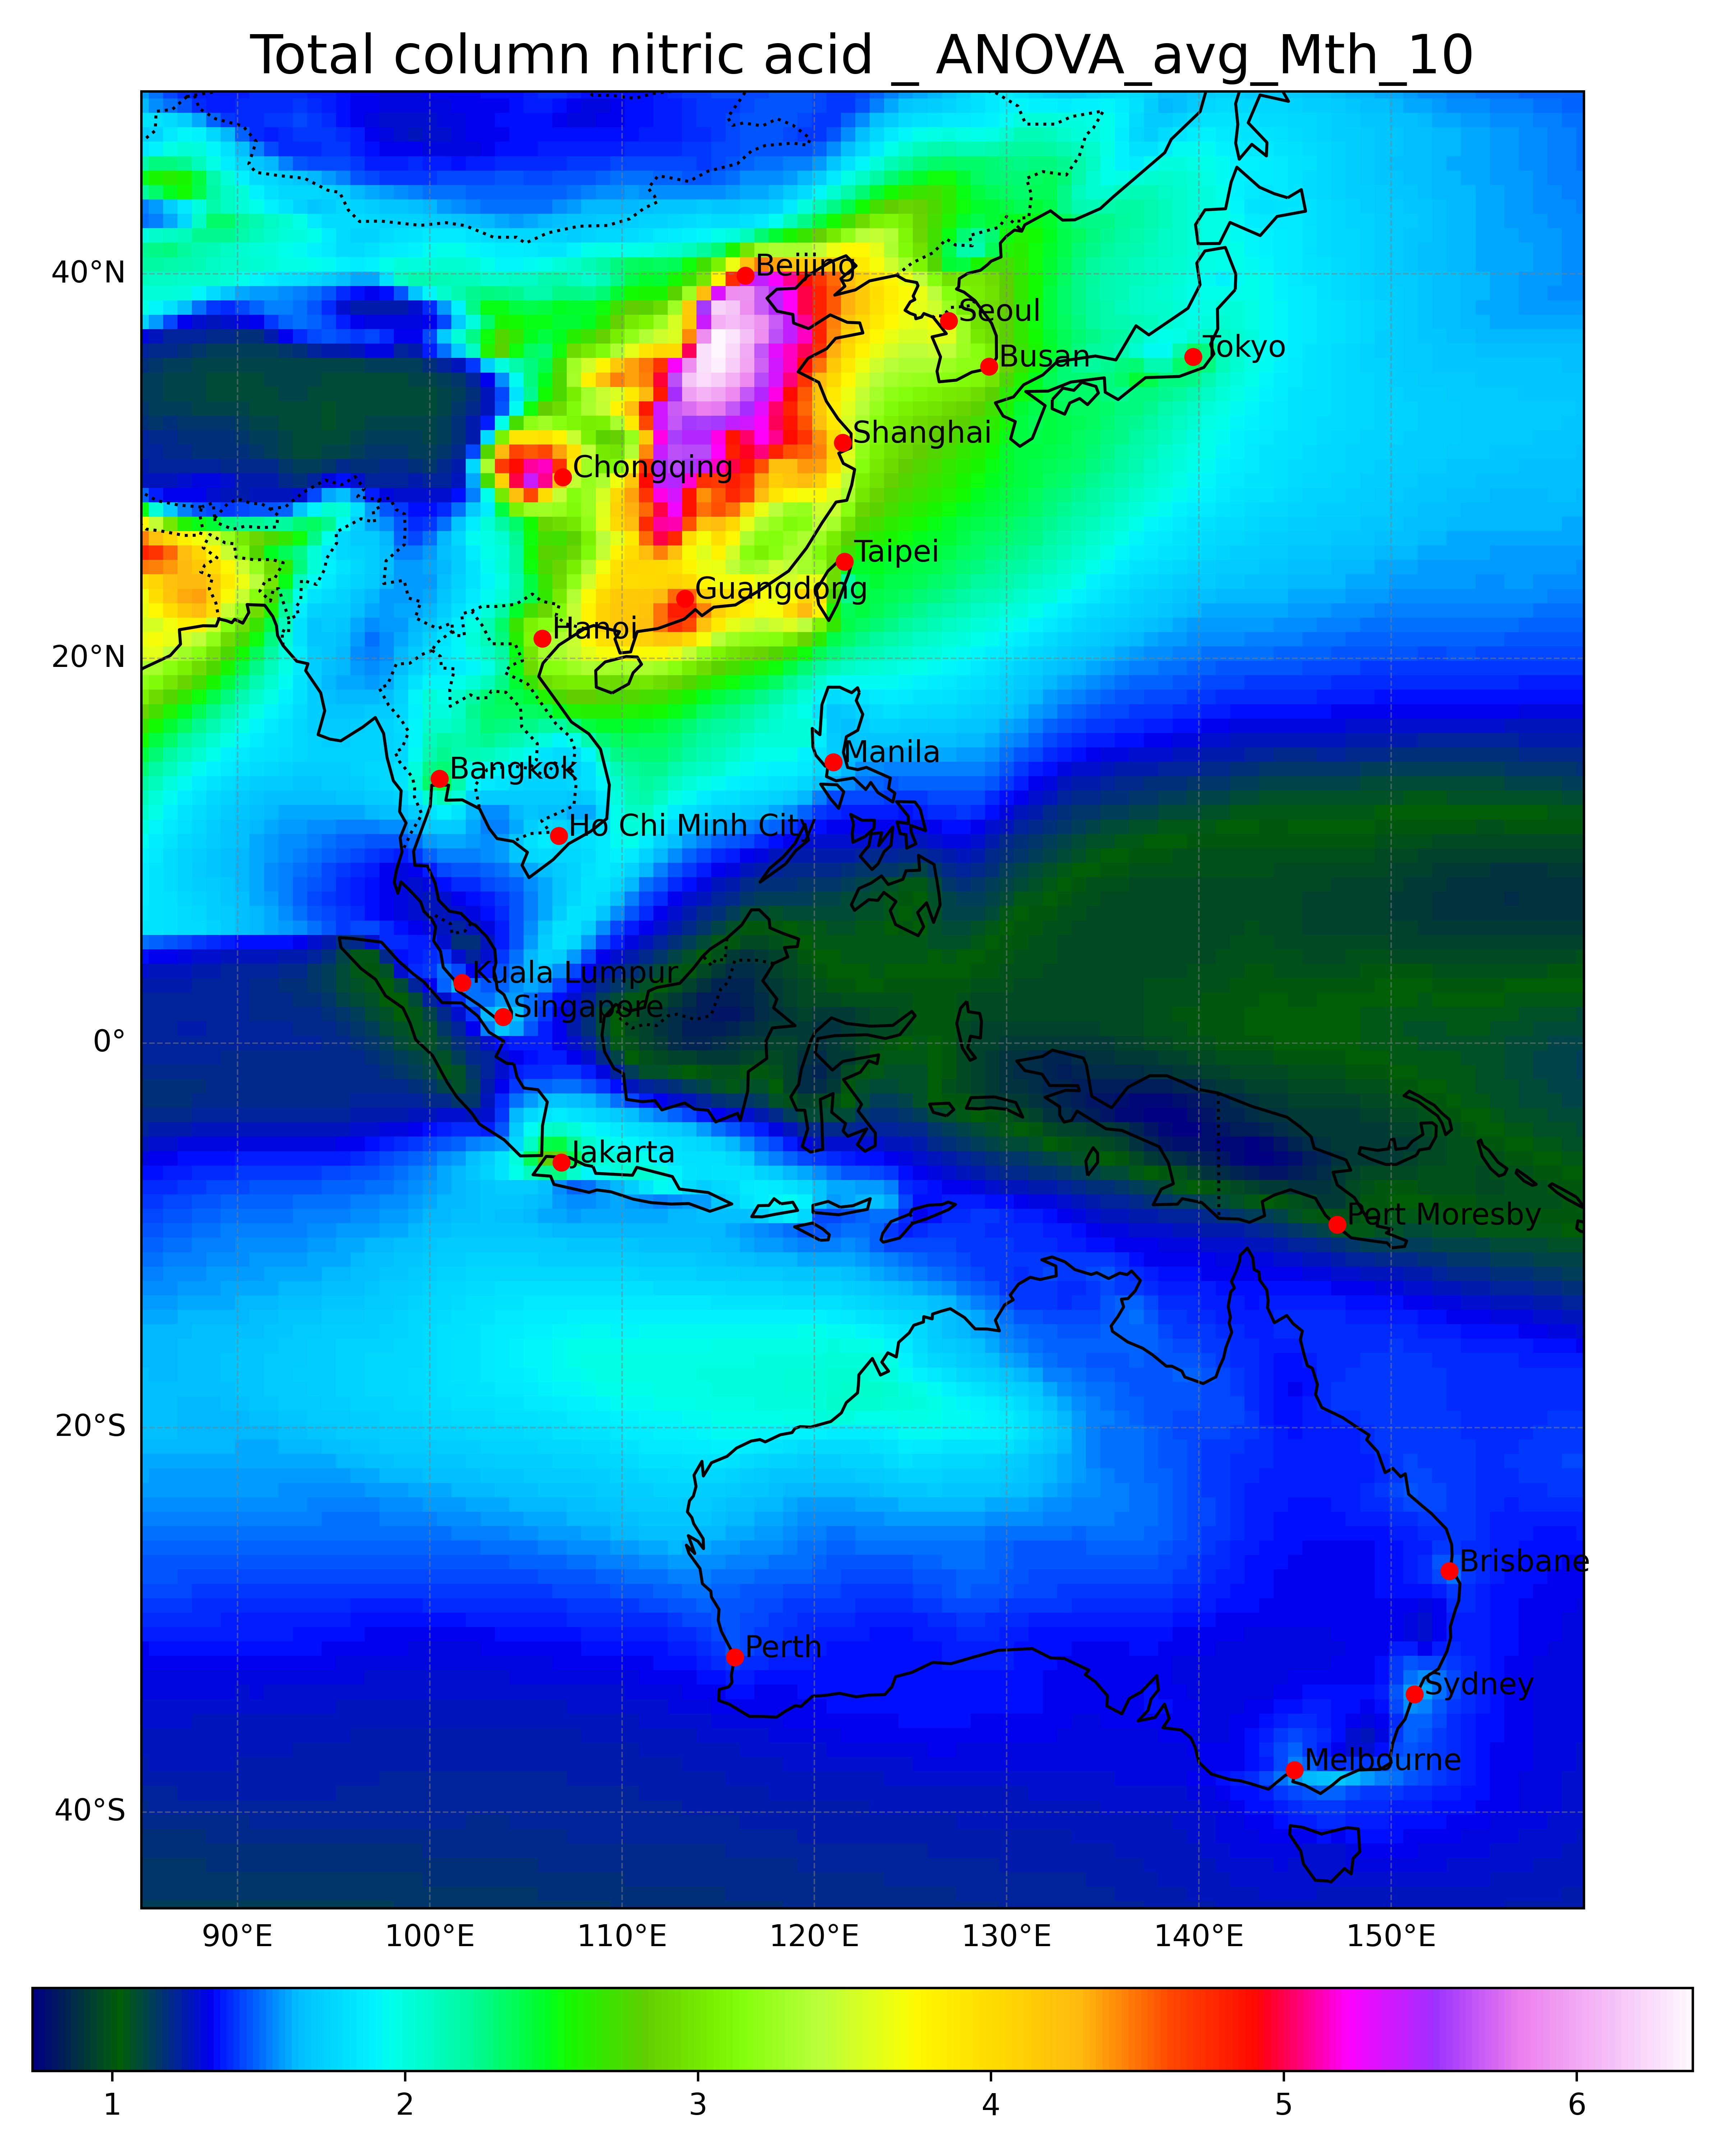 Total column nitric acid _ ANOVA_avg_Mth_10
40°N
20°N
0°
20°S
40°S
Beijing
Seoul
Tokyo
Busan
Shanghai
Chongqing
Taipei
Guangdong
Hanoi
Manila
Bangkok
Ho Chi Minh City
Kuala Lumpur
Singapore
Jakarta
Port Moresby
Brisbane
Perth
Sydney
Melbourne
90°E 100°E 110°E 120°E 130°E 140°E 150°E
1 2 3 4 5 6